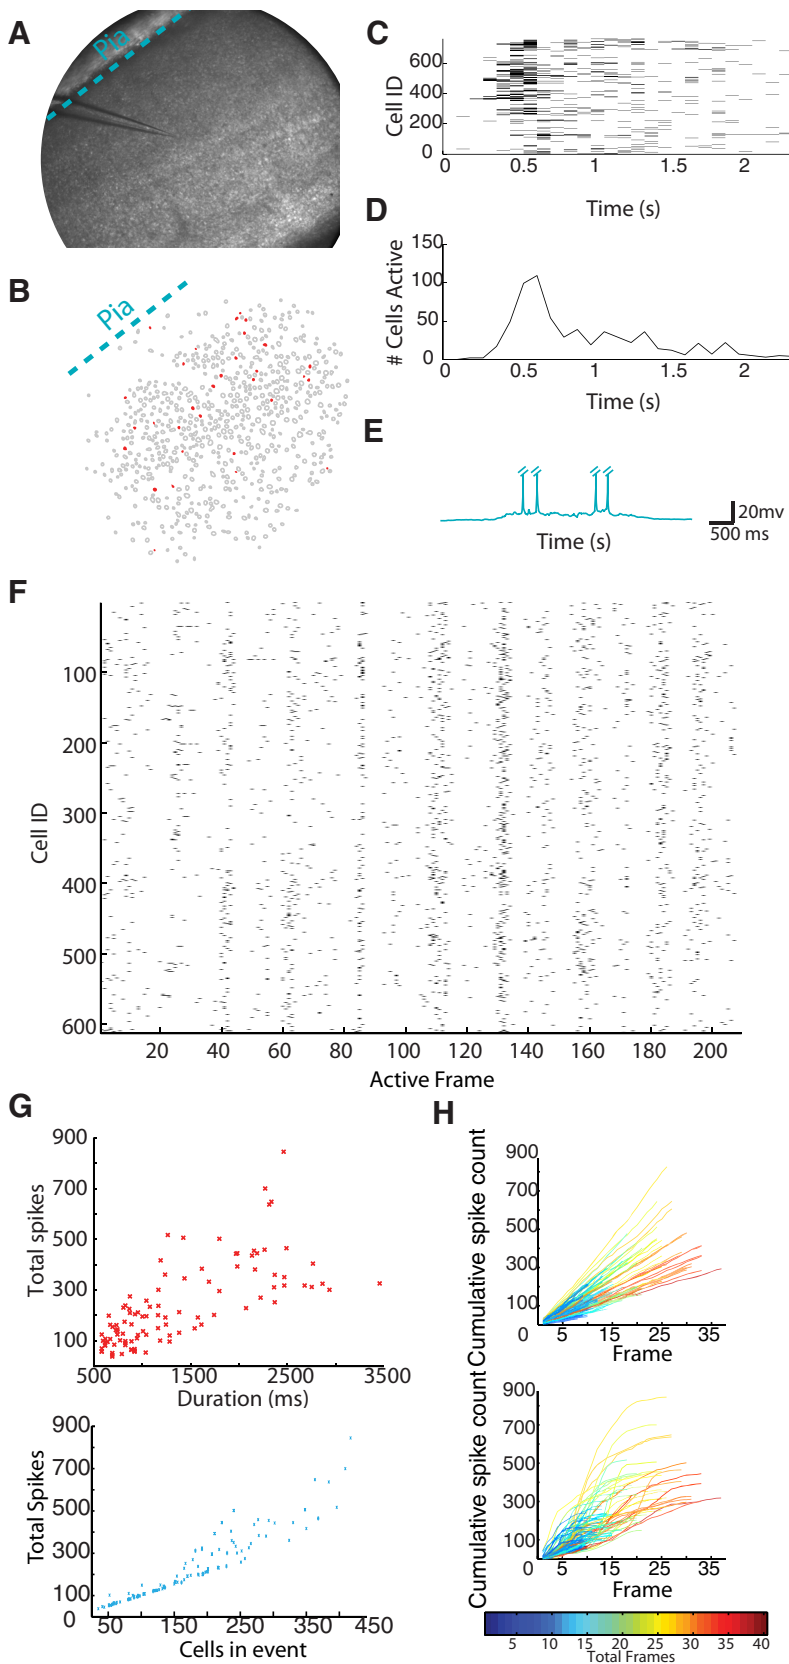 A
Pia
B
Pia
C
Cell ID
600
400
200
0
0
0.5
1
1.5
2
Time (s)
D
# Cells Active
150
100
50
0
0
0.5
1
1.5
2
Time (s)
E
20mv
500 ms
Time (s)
F
Cell ID
100
200
300
400
500
600
20
40
60
80
100
120
140
160
180
200
Active Frame
G
Total spikes
900
700
500
300
100
500
1500
2500
3500
Duration (ms)
Total Spikes
900
700
500
300
100
0
50
150
250
350
450
Cells in event
H
Cumulative spike count
900
700
500
300
100
0
5
15
25
35
Frame
Cumulative spike count
900
700
500
300
100
0
5
15
25
35
Frame
5
10
15
20
25
30
35
40
Total Frames